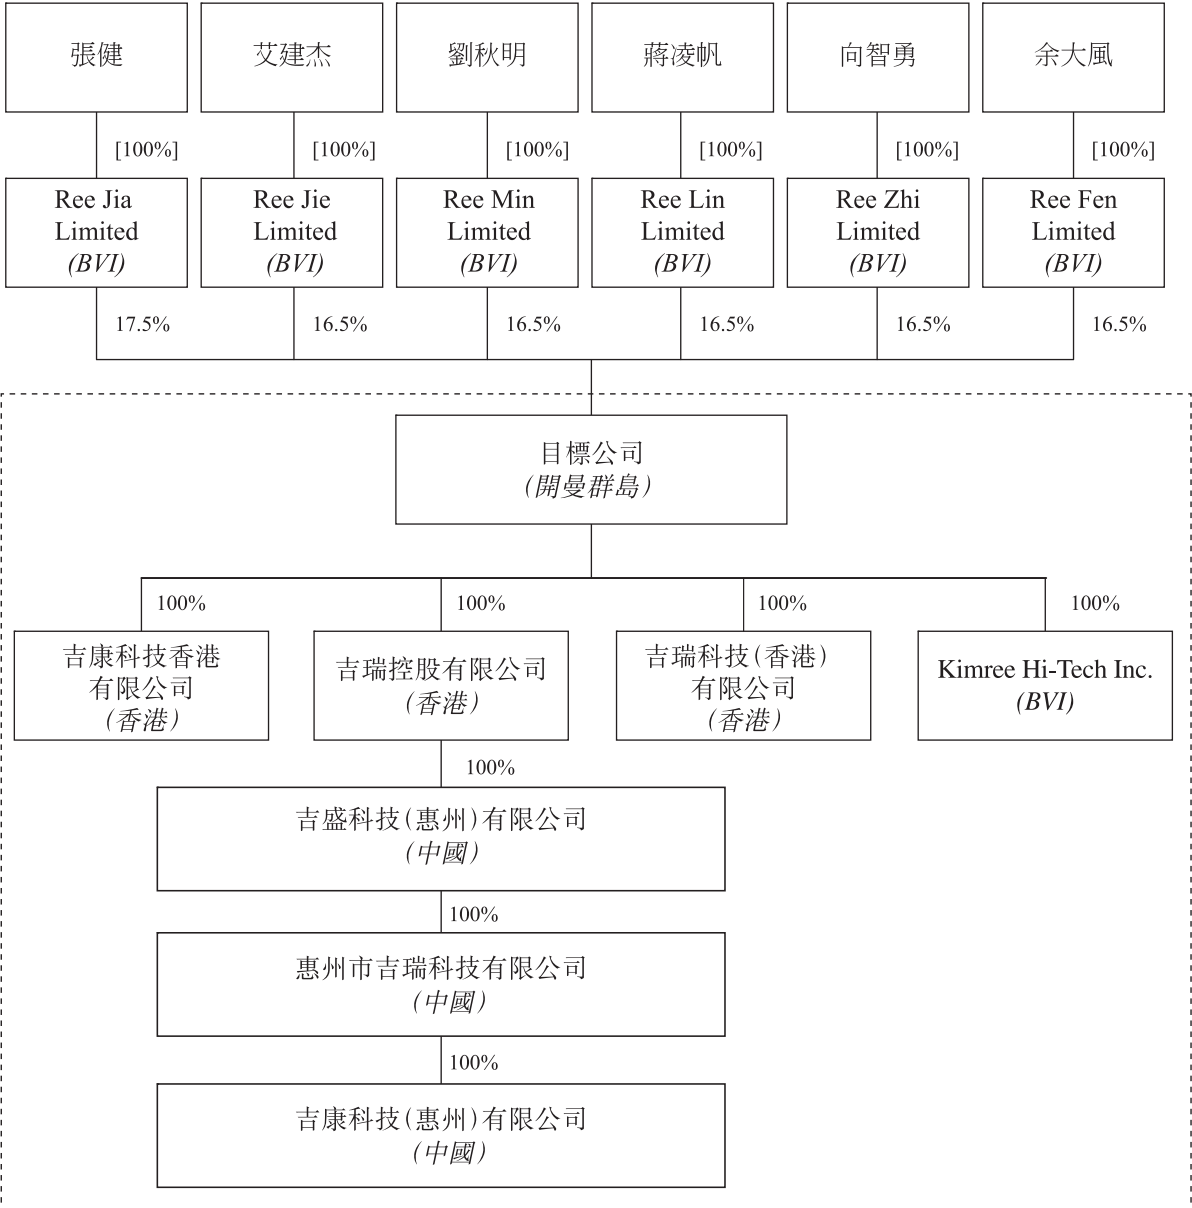 張健
艾建杰
劉秋明
蔣凌帆
向智勇
余大風
[100%]
[100%]
[100%]
[100%]
[100%]
[100%]
Ree Jia
Limited
(BVI)
Ree Jie
Limited
(BVI)
Ree Min
Limited
(BVI)
Ree Lin
Limited
(BVI)
Ree Zhi
Limited
(BVI)
Ree Fen
Limited
(BVI)
17.5%
16.5%
16.5%
16.5%
16.5%
16.5%
目標公司
(開曼群島)
100%
100%
100%
100%
吉康科技香港
有限公司
(香港)
吉瑞控股有限公司
(香港)
吉瑞科技(香港)
有限公司
(香港)
Kimree Hi-Tech Inc.
(BVI)
100%
吉盛科技(惠州)有限公司
(中國)
100%
惠州市吉瑞科技有限公司
(中國)
100%
吉康科技(惠州)有限公司
(中國)